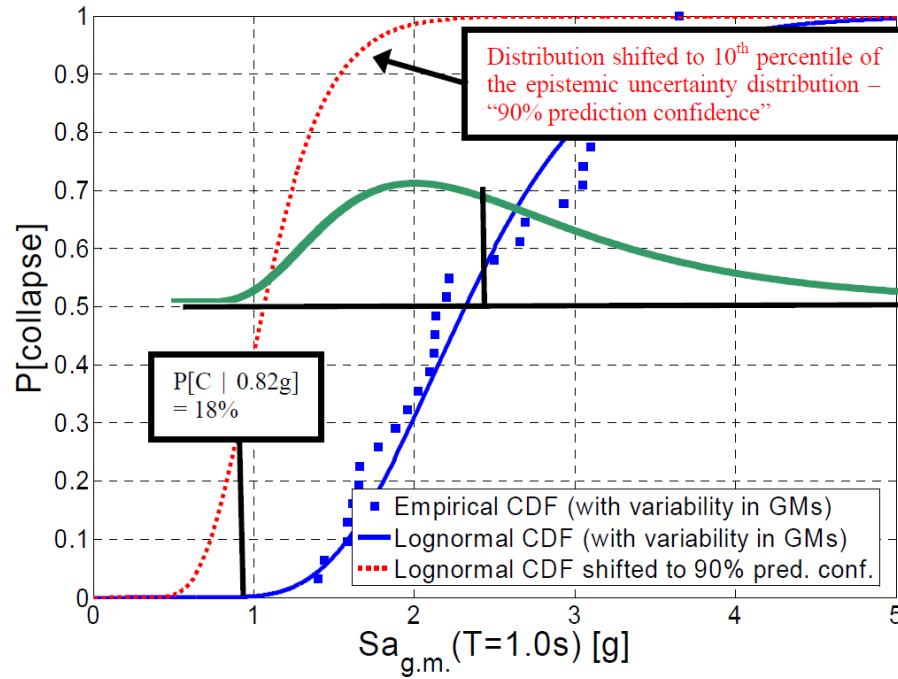 1
0.9
0.8
0.7
0.6
0.5
0.4
0.3
0.2
0.1
0
P[collapse]
Distribution shifted to 10th percentile of
the epistemic uncertainty distribution –
“90% prediction confidence”
P[C | 0.82g]
= 18%
Empirical CDF (with variability in GMs)
Lognormal CDF (with variability in GMs)
Lognormal CDF shifted to 90% pred. conf.
0 1 2 3 4 5
Sag.m.(T=1.0s) [g]